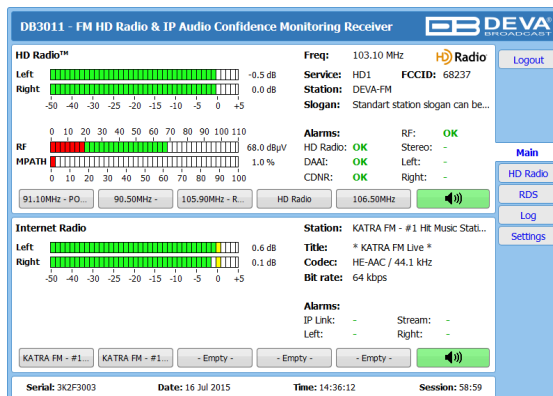 DB3011 - FM HD Radio & IP Audio Confidence Monitoring Receiver
DB DEVA BROADCAST
HD Radio™
Left -0.5 dB
Right 0.0 dB
-50 -40 -30 -25 -20 -15 -10 -5 0 +5
0 10 20 30 40 50 60 70 80 90 100 110
RF 68.0 dBµV
MPATH 1.0 %
0 10 20 30 40 50 60 70 80 90 100
Freq: 103.10 MHz
HD Radio
Service: HD1 FCCID: 68237
Station: DEVA-FM
Slogan: Standart station slogan can be...
Alarms: RF: OK
HD Radio: OK Stereo: -
DAAI: OK Left: -
CDNR: OK Right: -
91.10MHz - PO...
90.50MHz -
105.90MHz - R...
HD Radio
106.50MHz
Internet Radio
Left 0.6 dB
Right 0.1 dB
-50 -40 -30 -25 -20 -15 -10 -5 0 +5
Station: KATRA FM - #1 Hit Music Stati...
Title: * KATRA FM Live *
Codec: HE-AAC / 44.1 kHz
Bit rate: 64 kbps
Alarms:
IP Link: - Stream: -
Left: - Right: -
KATRA FM - #1...
KATRA FM - #1...
- Empty -
- Empty -
- Empty -
Serial: 3K2F3003 Date: 16 Jul 2015 Time: 14:36:12 Session: 58:59
Logout
Main
HD Radio
RDS
Log
Settings